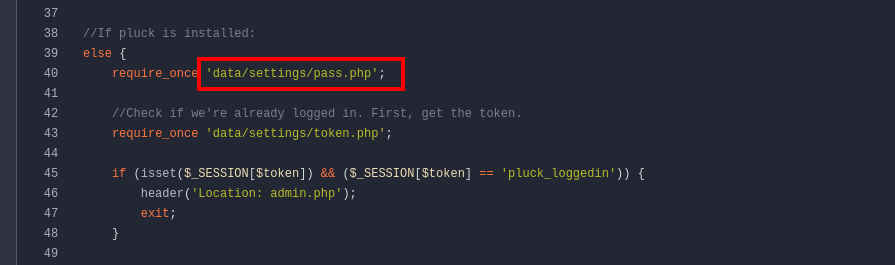 37
38 //If pluck is installed:
39 else {
40 require_once 'data/settings/pass.php';
41
42 //Check if we're already logged in. First, get the token.
43 require_once 'data/settings/token.php';
44
45 if (isset($_SESSION[$token]) && ($_SESSION[$token] == 'pluck_loggedin')) {
46 header('Location: admin.php');
47 exit;
48 }
49